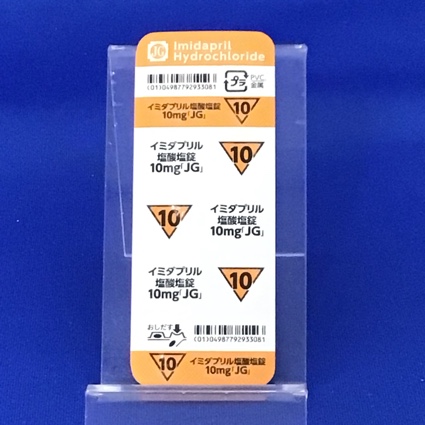 JG Imidapril
Hydrochloride
(01)04987792933081
プラ PVC 金属
イミダプリル塩酸塩錠
10mg「JG」
10
イミダプリル
塩酸塩錠
10mg「JG」
10
10
イミダプリル
塩酸塩錠
10mg「JG」
イミダプリル
塩酸塩錠
10mg「JG」
10
おしだす
(01)04987792933081
10
イミダプリル塩酸塩錠
10mg「JG」